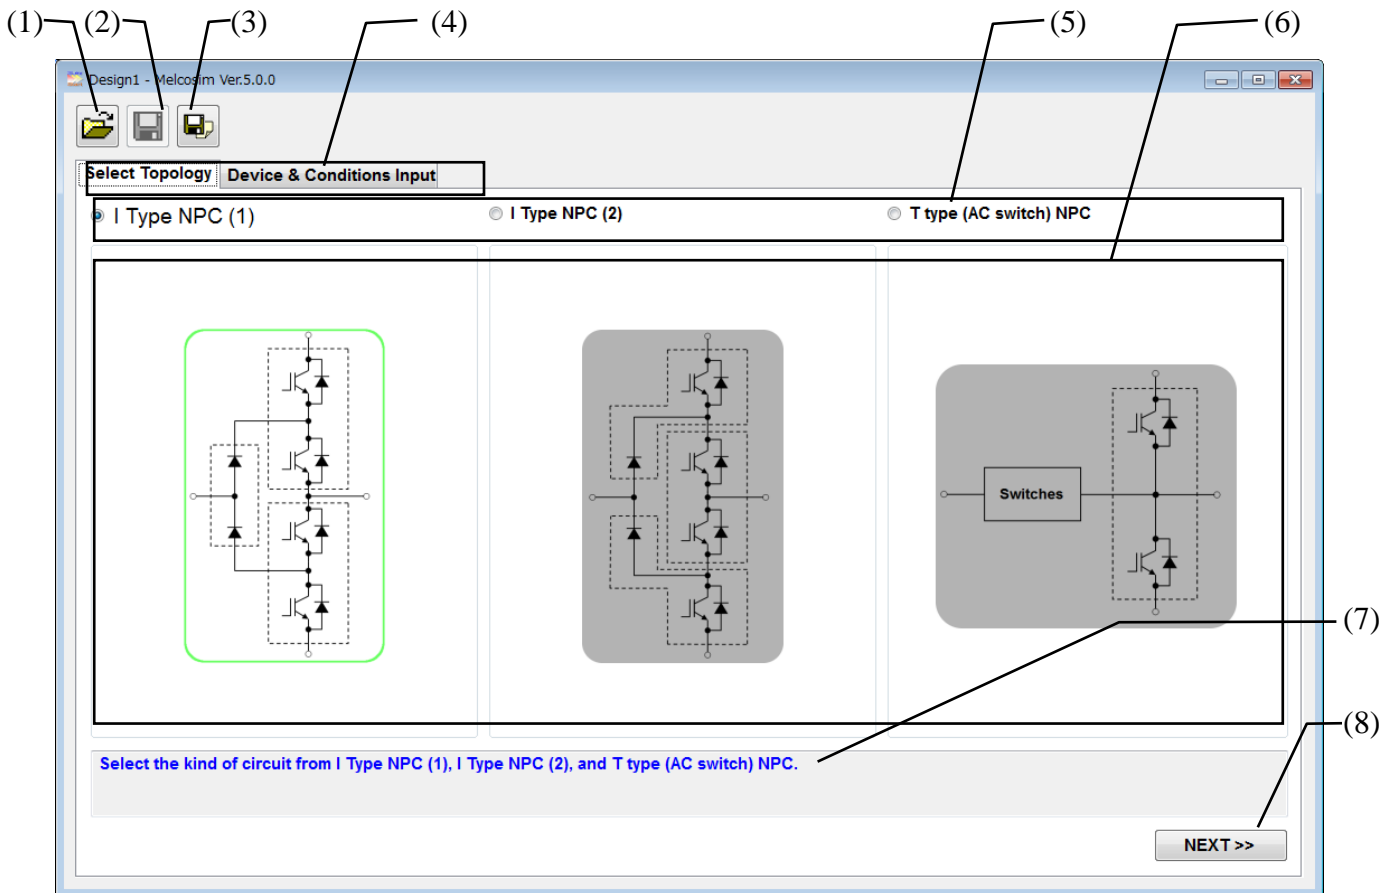 (1) (2) (3) (4) (5) (6)
Design1 - Melcosim Ver.5.0.0
Select Topology Device & Conditions Input
I Type NPC (1) I Type NPC (2) T type (AC switch) NPC
Switches
(7)
(8)
Select the kind of circuit from I Type NPC (1), I Type NPC (2), and T type (AC switch) NPC.
NEXT >>